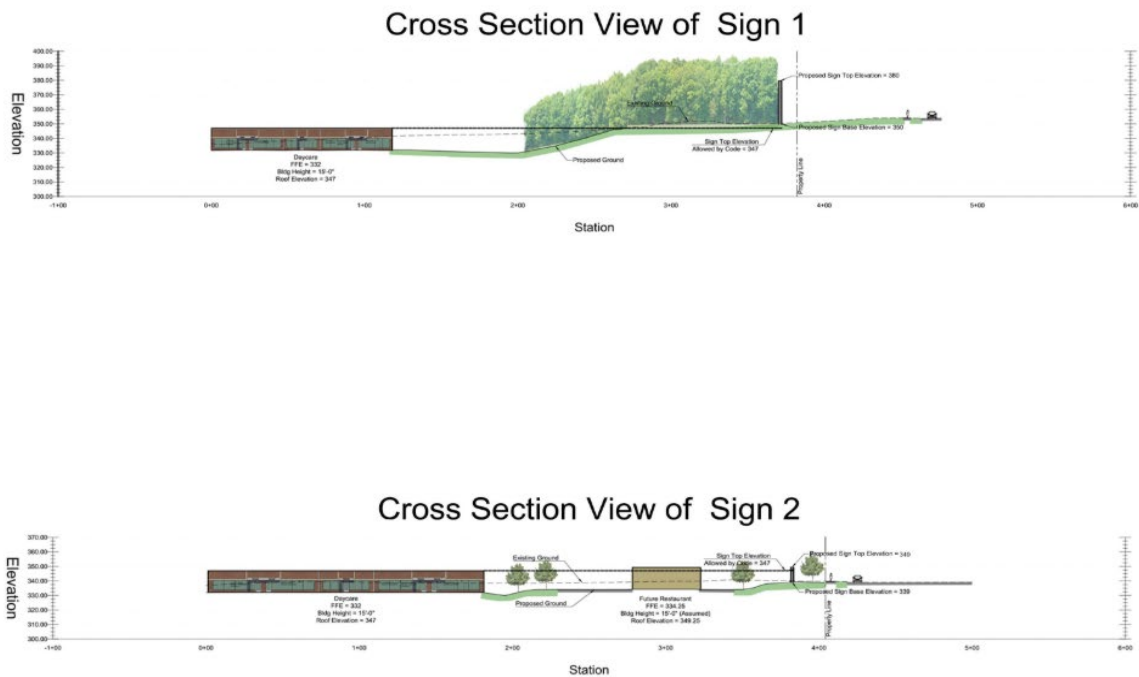 Cross Section View of Sign 1
400.00
390.00
380.00
370.00
360.00
350.00
340.00
330.00
320.00
310.00
300.00
Elevation
Existing Ground
Proposed Sign Top Elevation = 380
Proposed Sign Base Elevation = 350
Sign Top Elevation
Allowed by Code = 347
Proposed Ground
Property Line
Daycare
FFE = 332
Bldg Height = 15'-0"
Roof Elevation = 347
-1+00
0+00
1+00
2+00
3+00
4+00
5+00
6+00
Station
Cross Section View of Sign 2
370.00
360.00
350.00
340.00
330.00
320.00
310.00
300.00
Elevation
Existing Ground
Sign Top Elevation
Allowed by Code = 347
Proposed Sign Top Elevation = 349
Proposed Sign Base Elevation = 339
Proposed Ground
Property Line
Daycare
FFE = 332
Bldg Height = 15'-0"
Roof Elevation = 347
Future Restaurant
FFE = 334.25
Bldg Height = 15'-0" (Assumed)
Roof Elevation = 349.25
-1+00
0+00
1+00
2+00
3+00
4+00
5+00
6+00
Station